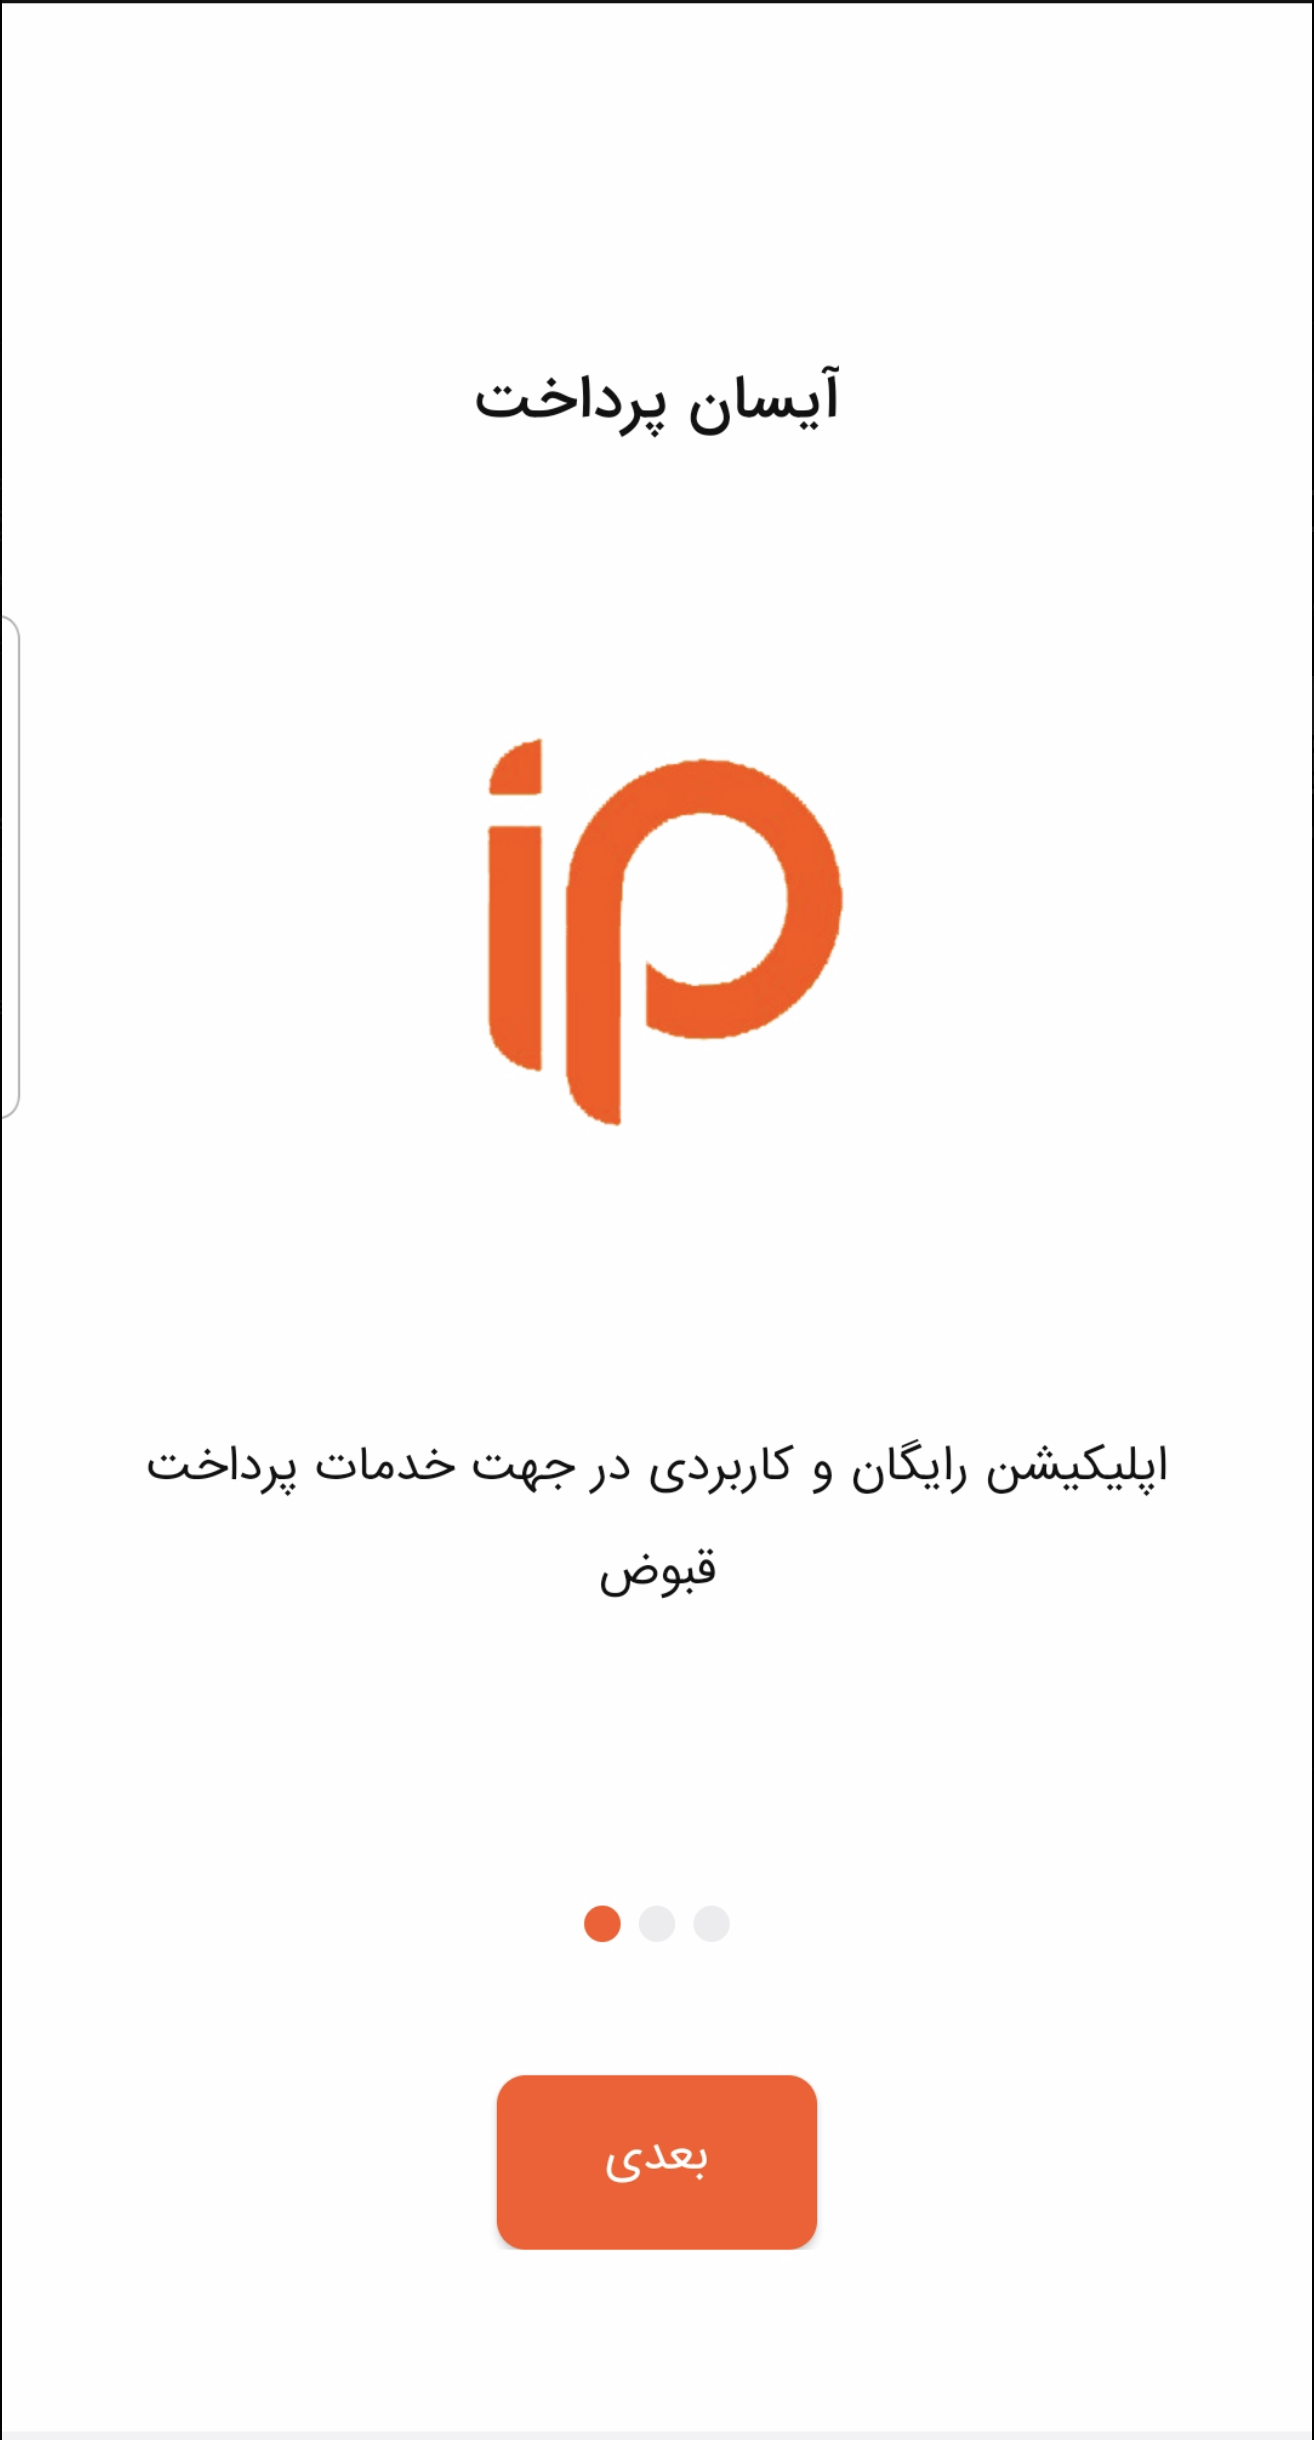 آیسان پرداخت
ip
اپلیکیشن رایگان و کاربردی در جهت خدمات پرداخت
قبوض
بعدی